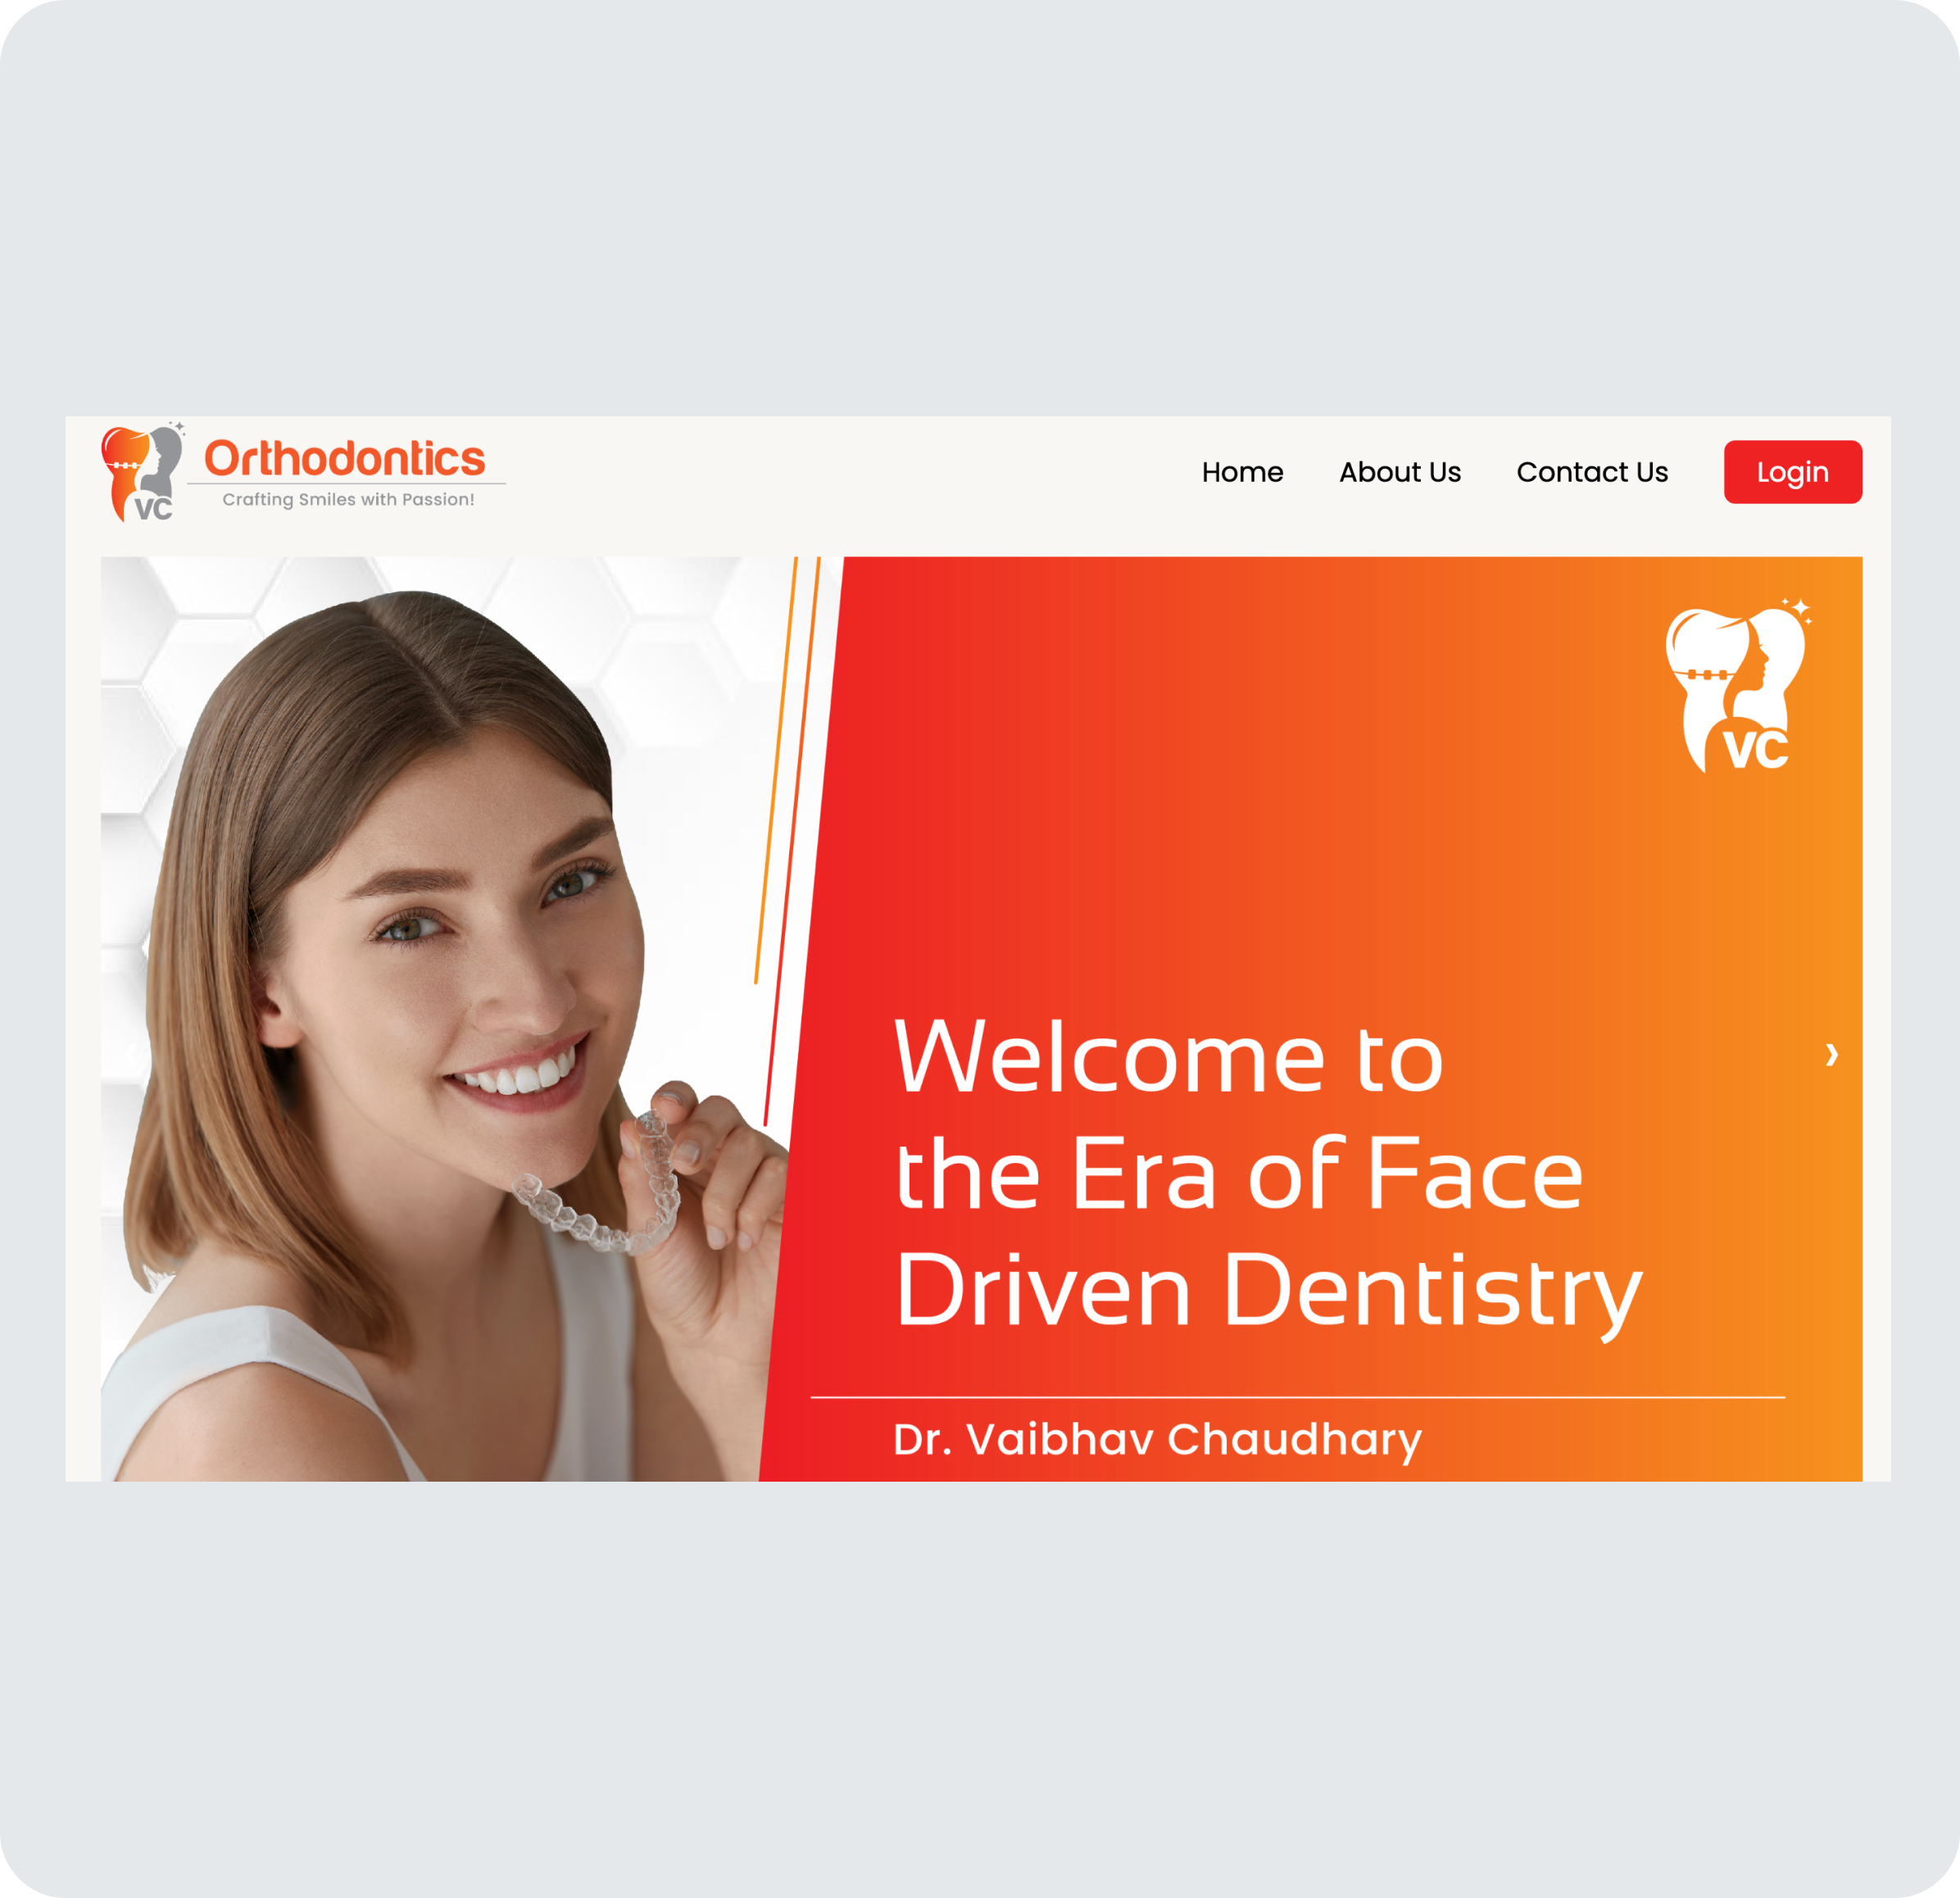 Orthodontics
Crafting Smiles with Passion!
VC
Home
About Us
Contact Us
Login
VC
Welcome to
the Era of Face
Driven Dentistry
Dr. Vaibhav Chaudhary